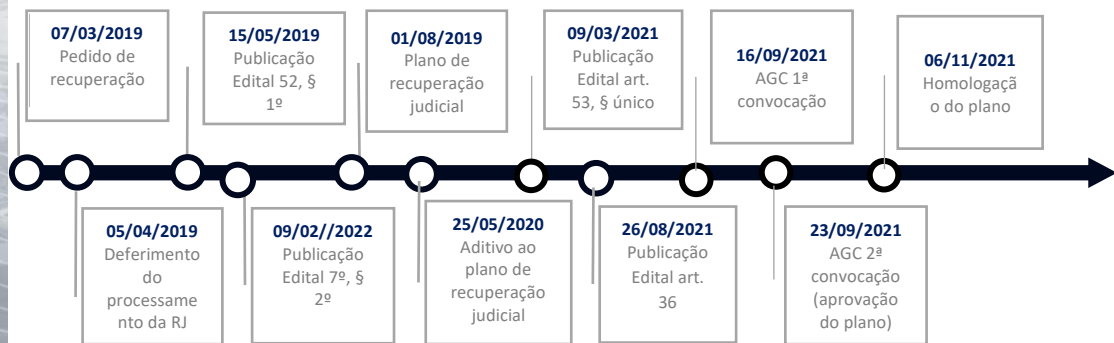 07/03/2019
Pedido de
recuperação
15/05/2019
Publicação
Edital 52, §
1º
01/08/2019
Plano de
recuperação
judicial
09/03/2021
Publicação
Edital art.
53, § único
16/09/2021
AGC 1ª
convocação
06/11/2021
Homologaçã
o do plano
05/04/2019
Deferimento
do
processame
nto da RJ
09/02//2022
Publicação
Edital 7º, §
2º
25/05/2020
Aditivo ao
plano de
recuperação
judicial
26/08/2021
Publicação
Edital art.
36
23/09/2021
AGC 2ª
convocação
(aprovação
do plano)